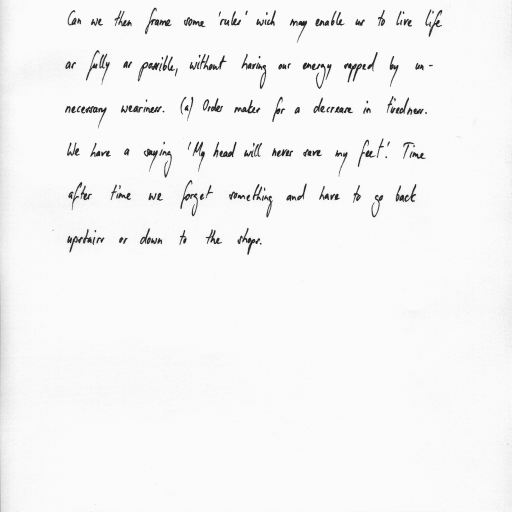 Can we then frame some 'rules' wich may enable us to live life
as fully as possible, without having our energy sapped by un-
necessary weariness. (a) Order makes for a decrease in tiredness.
We have a saying 'My head will never save my feet'. Time
after time we forget something and have to go back
upstairs or down to the shops.